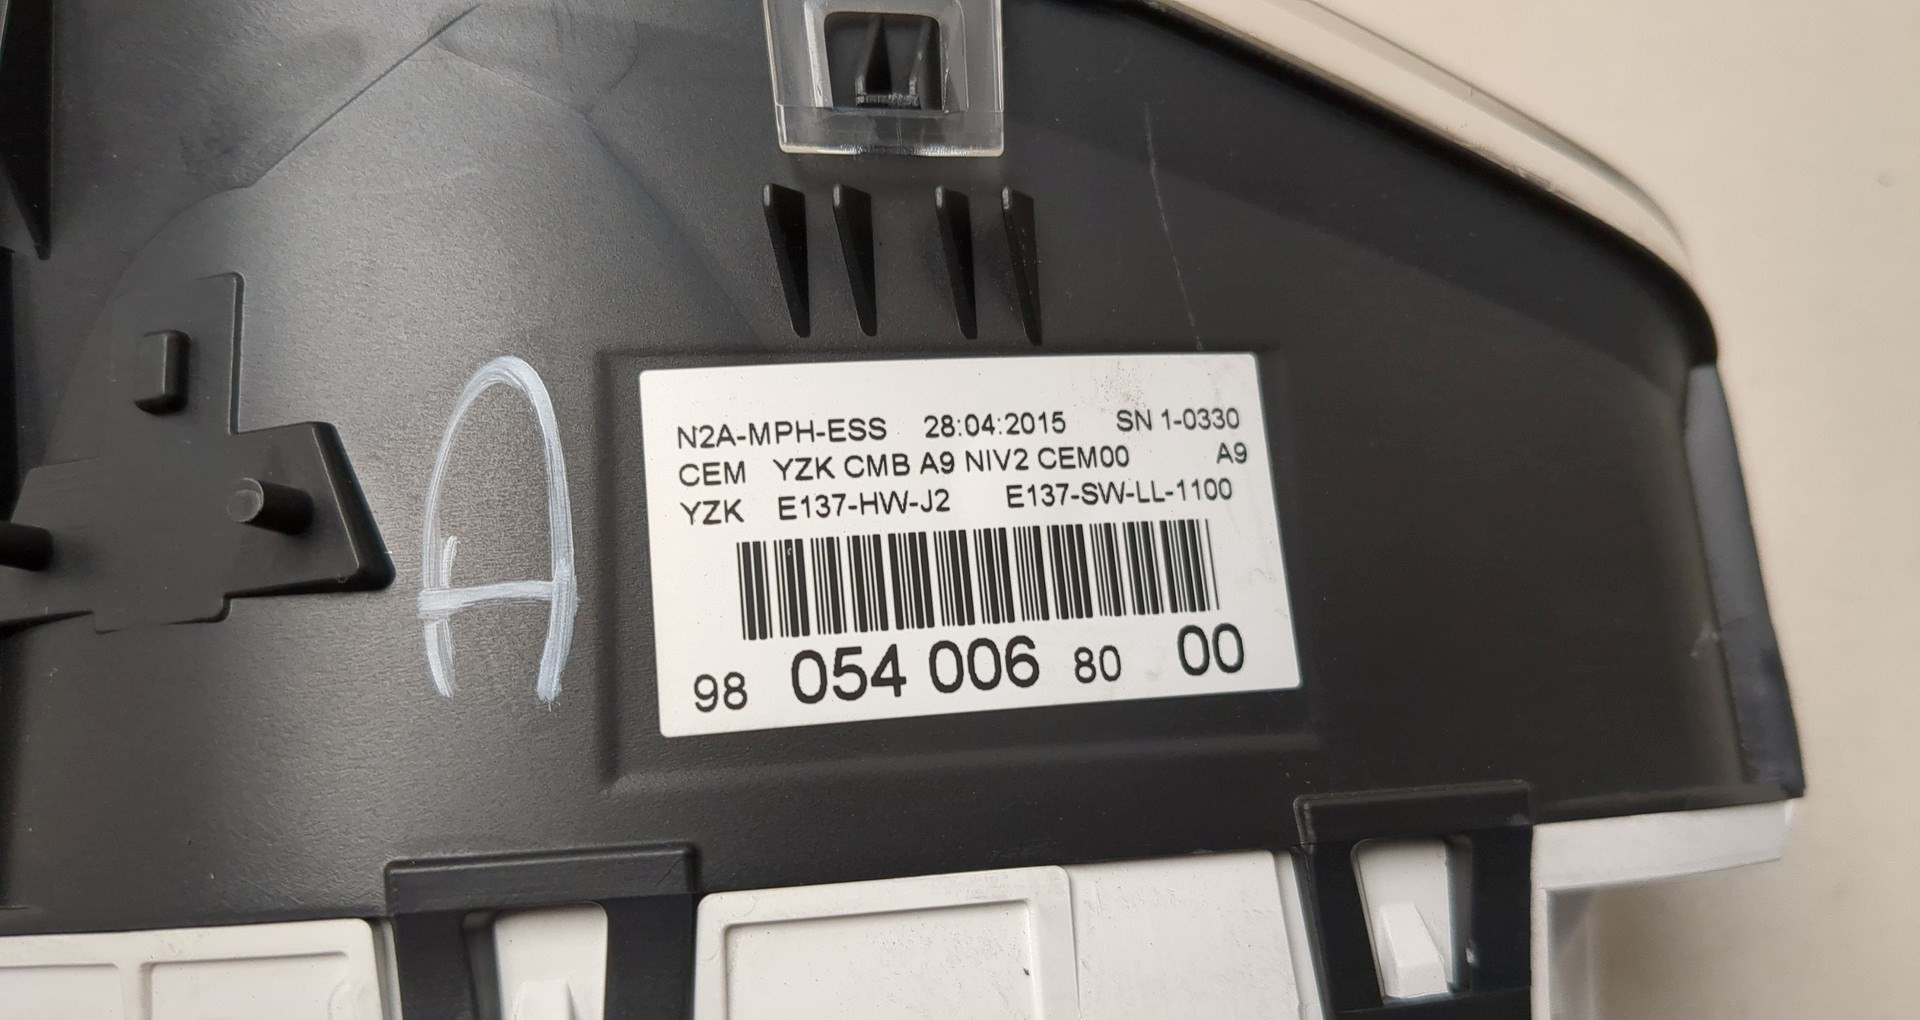 A
N2A-MPH-ESS 28:04:2015 SN 1-0330
CEM YZK CMB A9 NIV2 CEM00 A9
YZK E137-HW-J2 E137-SW-LL-1100
98 054 006 80 00